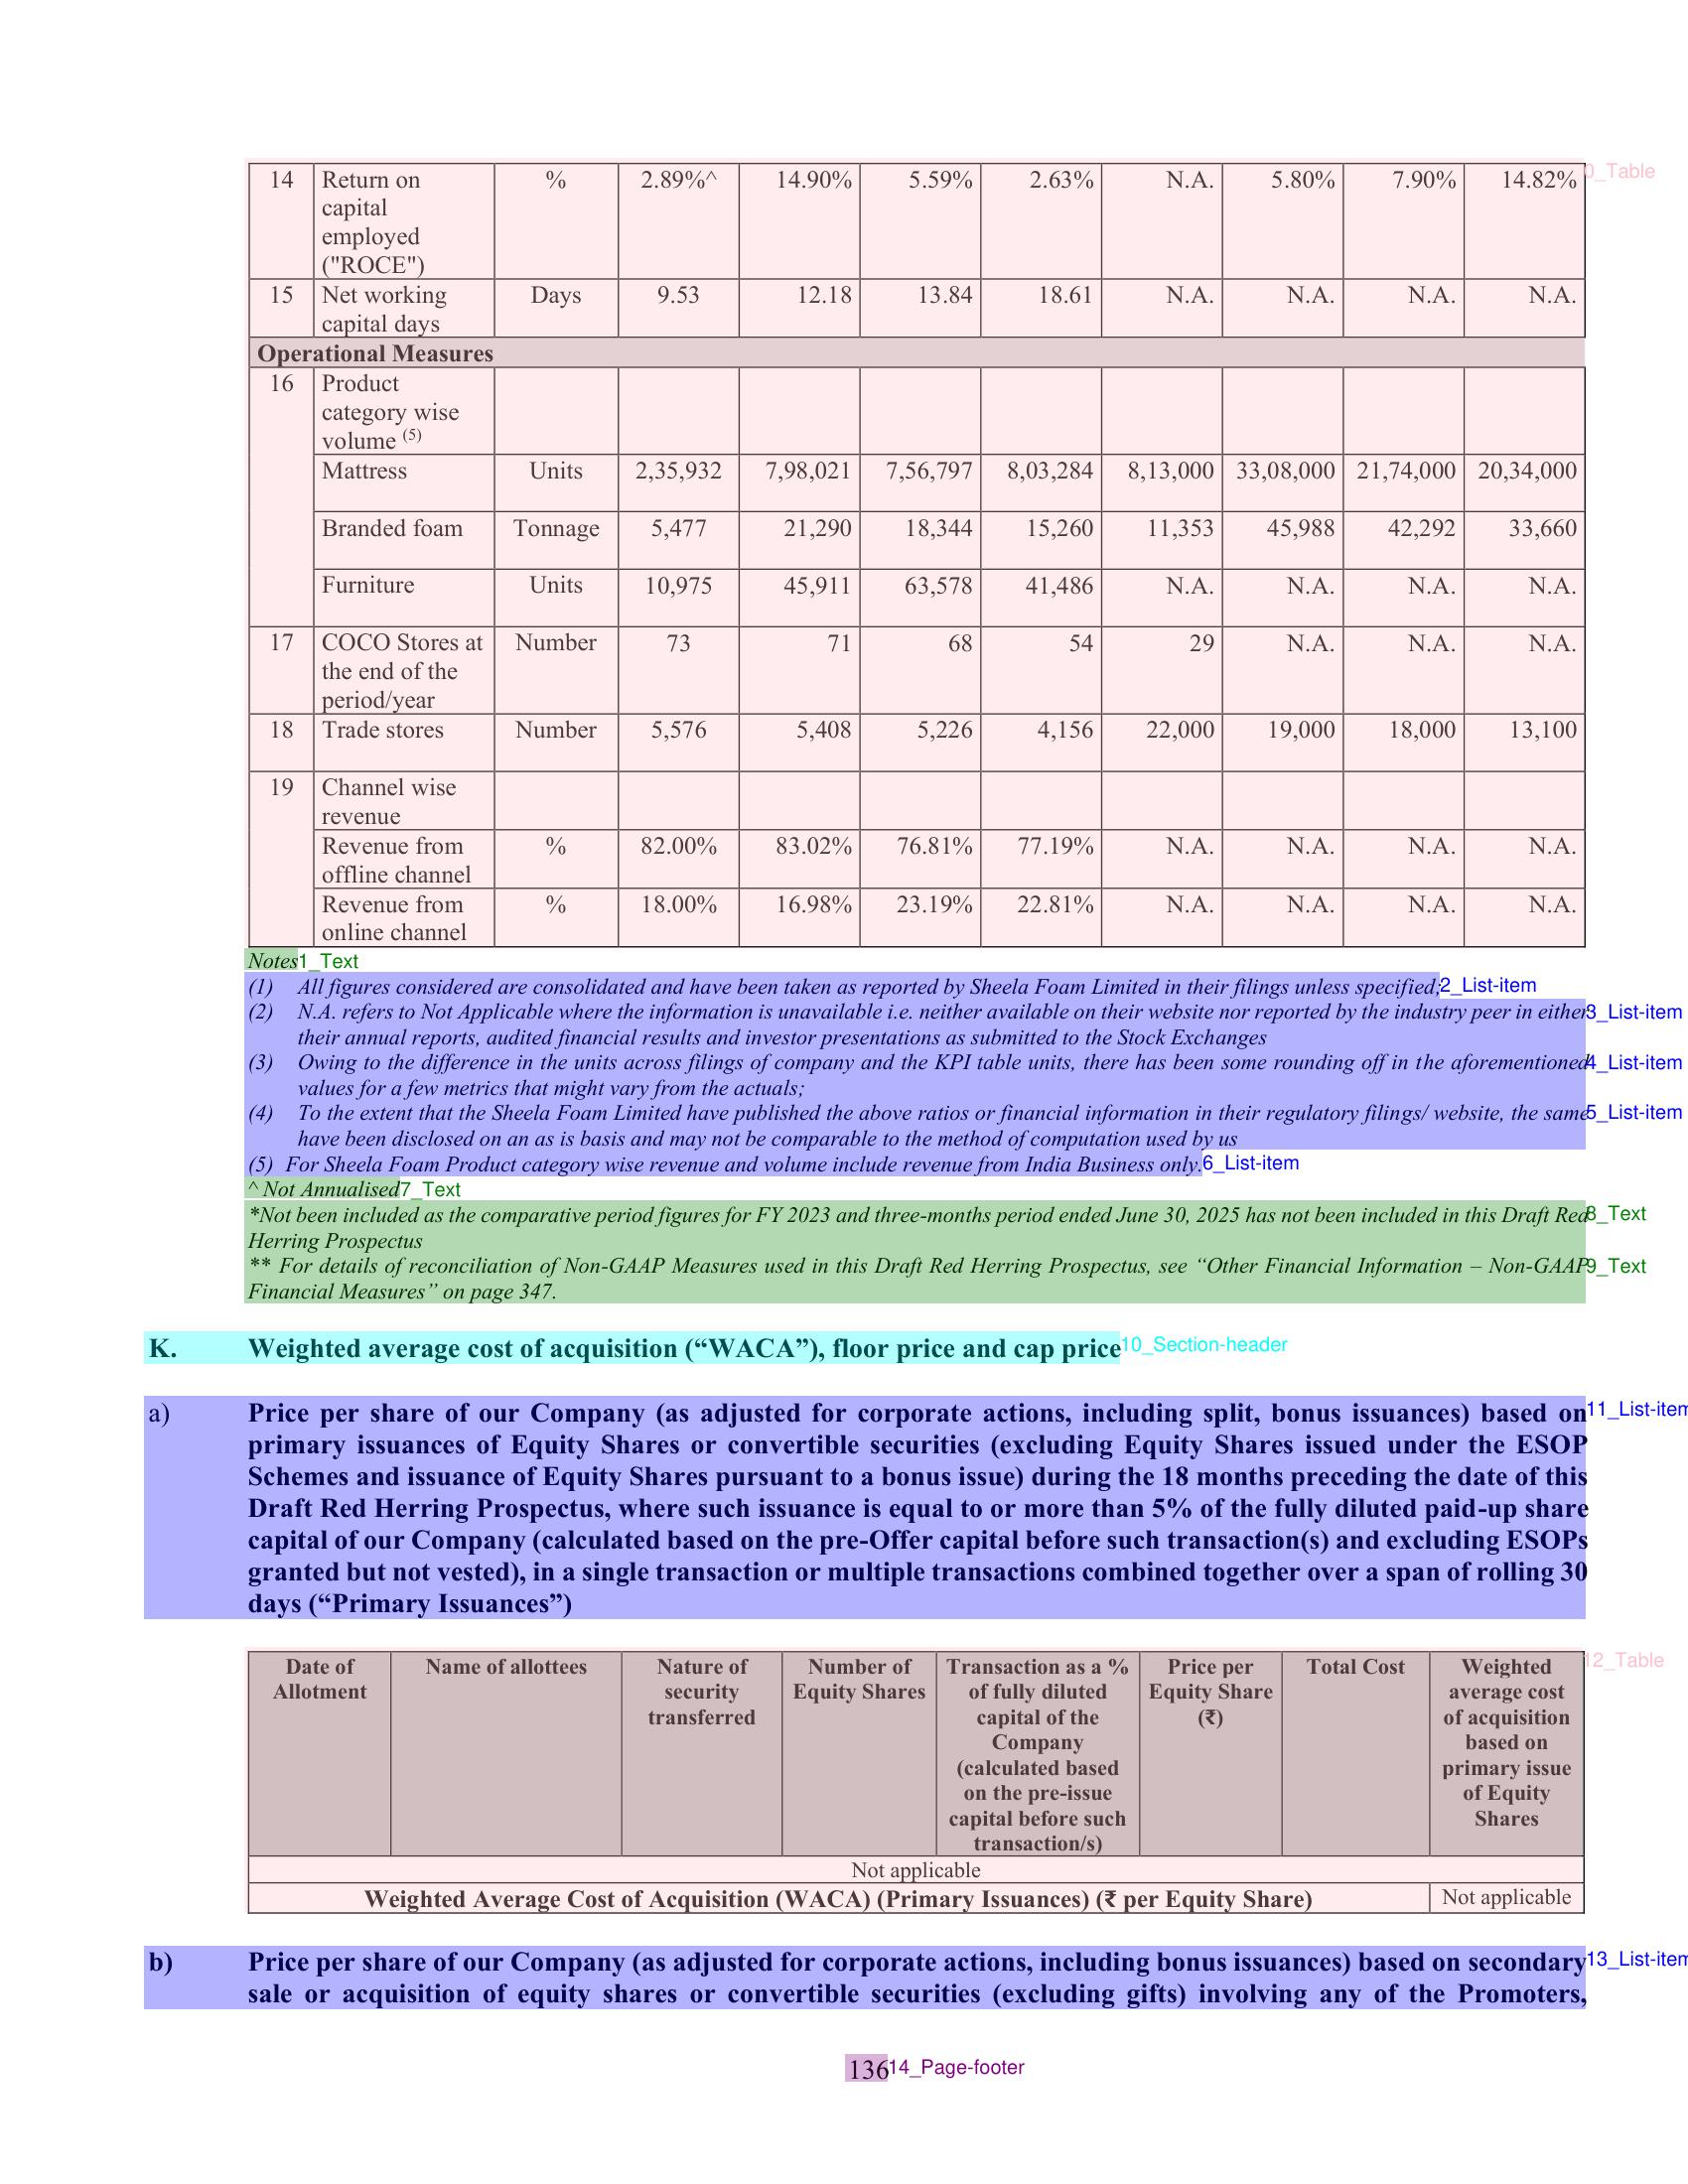 14 Return on capital employed ("ROCE") % 2.89%^ 14.90% 5.59% 2.63% N.A. 5.80% 7.90% 14.82% 0_Table
15 Net working capital days Days 9.53 12.18 13.84 18.61 N.A. N.A. N.A. N.A.
Operational Measures
16 Product category wise volume (5)
Mattress Units 2,35,932 7,98,021 7,56,797 8,03,284 8,13,000 33,08,000 21,74,000 20,34,000
Branded foam Tonnage 5,477 21,290 18,344 15,260 11,353 45,988 42,292 33,660
Furniture Units 10,975 45,911 63,578 41,486 N.A. N.A. N.A. N.A.
17 COCO Stores at the end of the period/year Number 73 71 68 54 29 N.A. N.A. N.A.
18 Trade stores Number 5,576 5,408 5,226 4,156 22,000 19,000 18,000 13,100
19 Channel wise revenue
Revenue from offline channel % 82.00% 83.02% 76.81% 77.19% N.A. N.A. N.A. N.A.
Revenue from online channel % 18.00% 16.98% 23.19% 22.81% N.A. N.A. N.A. N.A.
Notes 1_Text
(1) All figures considered are consolidated and have been taken as reported by Sheela Foam Limited in their filings unless specified; 2_List-item
(2) N.A. refers to Not Applicable where the information is unavailable i.e. neither available on their website nor reported by the industry peer in either 3_List-item
their annual reports, audited financial results and investor presentations as submitted to the Stock Exchanges
(3) Owing to the difference in the units across filings of company and the KPI table units, there has been some rounding off in the aforementioned 4_List-item
values for a few metrics that might vary from the actuals;
(4) To the extent that the Sheela Foam Limited have published the above ratios or financial information in their regulatory filings/ website, the same 5_List-item
have been disclosed on an as is basis and may not be comparable to the method of computation used by us
(5) For Sheela Foam Product category wise revenue and volume include revenue from India Business only. 6_List-item
^ Not Annualised 7_Text
*Not been included as the comparative period figures for FY 2023 and three-months period ended June 30, 2025 has not been included in this Draft Red 8_Text
Herring Prospectus
** For details of reconciliation of Non-GAAP Measures used in this Draft Red Herring Prospectus, see “Other Financial Information – Non-GAAP 9_Text
Financial Measures” on page 347.
K. Weighted average cost of acquisition (“WACA”), floor price and cap price 10_Section-header
a) Price per share of our Company (as adjusted for corporate actions, including split, bonus issuances) based on 11_List-item
primary issuances of Equity Shares or convertible securities (excluding Equity Shares issued under the ESOP
Schemes and issuance of Equity Shares pursuant to a bonus issue) during the 18 months preceding the date of this
Draft Red Herring Prospectus, where such issuance is equal to or more than 5% of the fully diluted paid-up share
capital of our Company (calculated based on the pre-Offer capital before such transaction(s) and excluding ESOPs
granted but not vested), in a single transaction or multiple transactions combined together over a span of rolling 30
days (“Primary Issuances”)
Date of Allotment Name of allottees Nature of security transferred Number of Equity Shares Transaction as a % of fully diluted capital of the Company (calculated based on the pre-issue capital before such transaction/s) Price per Equity Share (₹) Total Cost Weighted average cost of acquisition based on primary issue of Equity Shares 12_Table
Not applicable
Weighted Average Cost of Acquisition (WACA) (Primary Issuances) (₹ per Equity Share) Not applicable
b) Price per share of our Company (as adjusted for corporate actions, including bonus issuances) based on secondary 13_List-item
sale or acquisition of equity shares or convertible securities (excluding gifts) involving any of the Promoters,
136 14_Page-footer